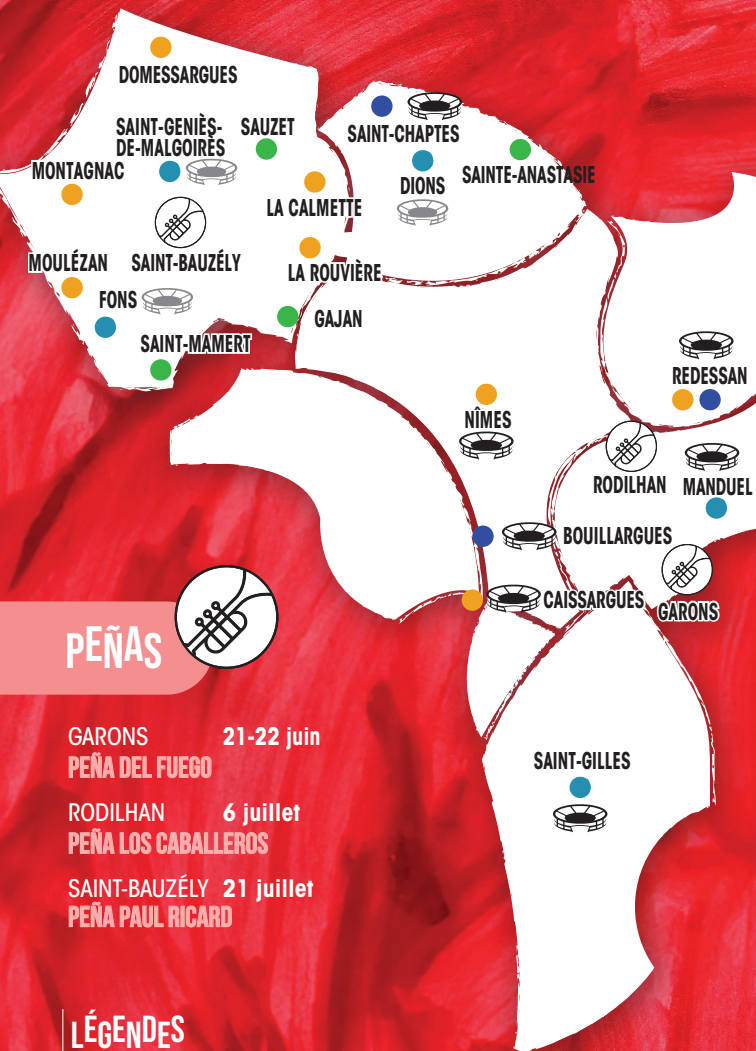 DOMESSARGUES
SAINT-GENIÈS-
DE-MALGOIRÈS
SAUZET
SAINT-CHAPTES
MONTAGNAC
DIONS
SAINTE-ANASTASIE
LA CALMETTE
MOULÉZAN
SAINT-BAUZÉLY
LA ROUVIÈRE
FONS
GAJAN
SAINT-MAMERT
REDESSAN
NÎMES
RODILHAN
MANDUEL
BOUILLARGUES
CAISSARGUES
GARONS
SAINT-GILLES
PEÑAS
GARONS 21-22 juin
PEÑA DEL FUEGO
RODILHAN 6 juillet
PEÑA LOS CABALLEROS
SAINT-BAUZÉLY 21 juillet
PEÑA PAUL RICARD
LÉGENDES